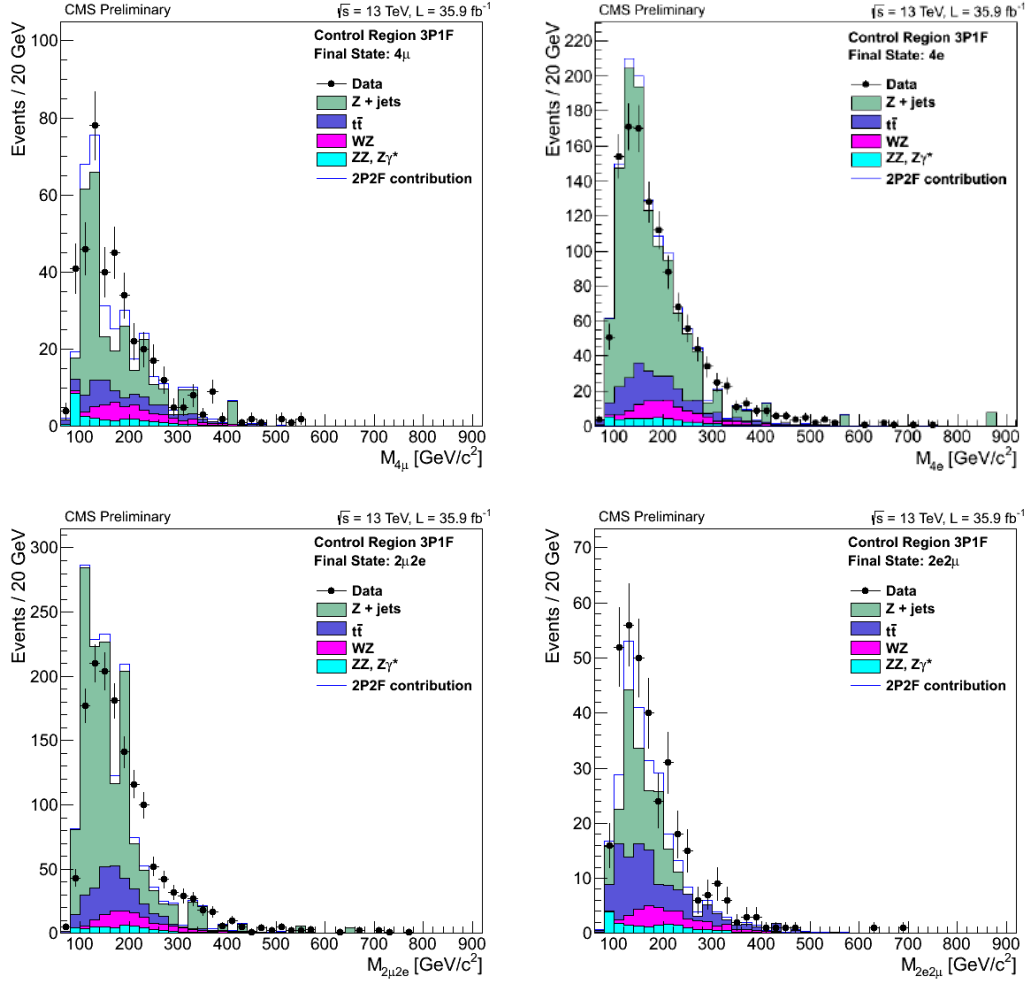 CMS Preliminary
√s = 13 TeV, L = 35.9 fb⁻¹
Events / 20 GeV
100
80
60
40
20
0
Control Region 3P1F
Final State: 4μ
Data
Z + jets
tt̄
WZ
ZZ, Zγ*
2P2F contribution
100 200 300 400 500 600 700 800 900
M4μ [GeV/c²]
CMS Preliminary
√s = 13 TeV, L = 35.9 fb⁻¹
Events / 20 GeV
220
200
180
160
140
120
100
80
60
40
20
0
Control Region 3P1F
Final State: 4e
Data
Z + jets
tt̄
WZ
ZZ, Zγ*
2P2F contribution
100 200 300 400 500 600 700 800 900
M4e [GeV/c²]
CMS Preliminary
√s = 13 TeV, L = 35.9 fb⁻¹
Events / 20 GeV
300
250
200
150
100
50
0
Control Region 3P1F
Final State: 2μ2e
Data
Z + jets
tt̄
WZ
ZZ, Zγ*
2P2F contribution
100 200 300 400 500 600 700 800 900
M2μ2e [GeV/c²]
CMS Preliminary
√s = 13 TeV, L = 35.9 fb⁻¹
Events / 20 GeV
70
60
50
40
30
20
10
0
Control Region 3P1F
Final State: 2e2μ
Data
Z + jets
tt̄
WZ
ZZ, Zγ*
2P2F contribution
100 200 300 400 500 600 700 800 900
M2e2μ [GeV/c²]